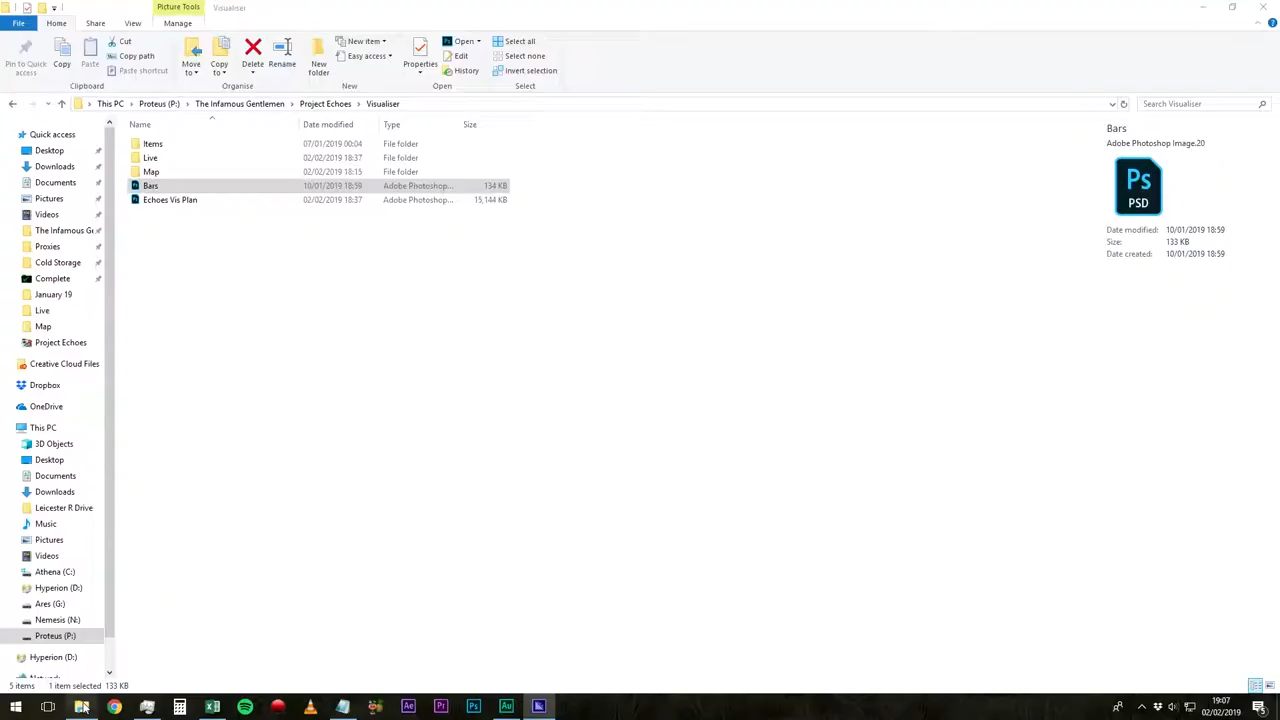 Picture Tools
Visualiser
File
Home
Share
View
Manage
Pin to Quick access
Copy
Paste
Cut
Copy path
Paste shortcut
Clipboard
Move to
Copy to
Delete
Rename
Organise
New folder
New item
Easy access
New
Properties
Open
Edit
History
Open
Select all
Select none
Invert selection
Select
This PC
Proteus (P:)
The Infamous Gentlemen
Project Echoes
Visualiser
Search Visualiser
Quick access
Desktop
Downloads
Documents
Pictures
Videos
The Infamous Ge
Proxies
Cold Storage
Complete
January 19
Live
Map
Project Echoes
Creative Cloud Files
Dropbox
OneDrive
This PC
3D Objects
Desktop
Documents
Downloads
Leicester R Drive
Music
Pictures
Videos
Athena (C:)
Hyperion (D:)
Ares (G:)
Nemesis (N:)
Proteus (P:)
Hyperion (D:)
Name Date modified Type Size
Items 07/01/2019 00:04 File folder
Live 02/02/2019 18:37 File folder
Map 02/02/2019 18:15 File folder
Bars 10/01/2019 18:59 Adobe Photoshop... 134 KB
Echoes Vis Plan 02/02/2019 18:37 Adobe Photoshop... 15,144 KB
Bars
Adobe Photoshop Image.20
Ps
PSD
Date modified: 10/01/2019 18:59
Size: 133 KB
Date created: 10/01/2019 18:59
5 items 1 item selected 133 KB
Ae Pr Ps Au
19:07
02/02/2019